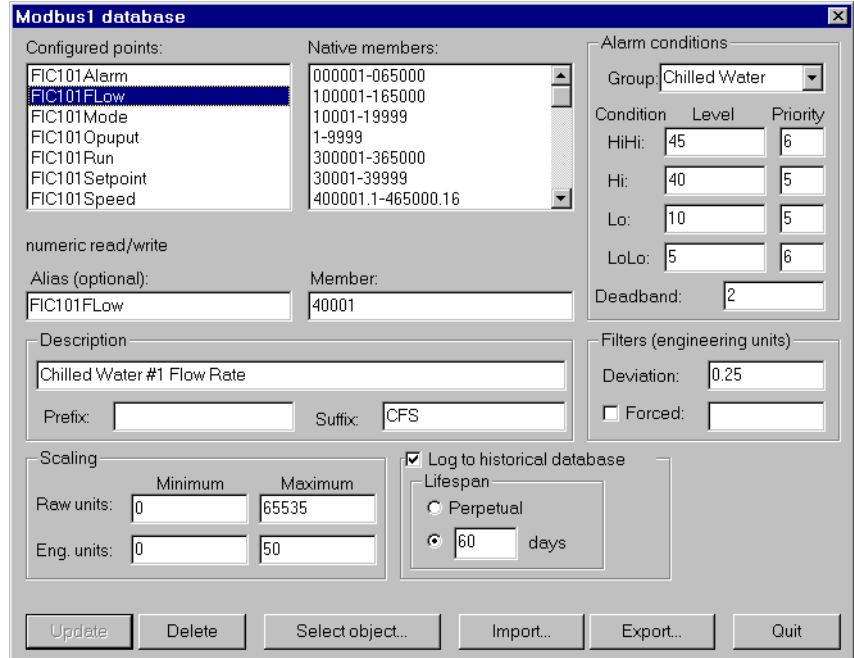 Modbus1 database
Configured points:
FIC101Alarm
FIC101FLow
FIC101Mode
FIC101Opuput
FIC101Run
FIC101Setpoint
FIC101Speed
Native members:
000001-065000
100001-165000
10001-19999
1-9999
300001-365000
30001-39999
400001.1-465000.16
numeric read/write
Alias (optional):
FIC101FLow
Member:
40001
Alarm conditions
Group: Chilled Water
Condition Level Priority
HiHi: 45 6
Hi: 40 5
Lo: 10 5
LoLo: 5 6
Deadband: 2
Description
Chilled Water #1 Flow Rate
Prefix:
Suffix: CFS
Filters (engineering units)
Deviation: 0.25
Forced:
Scaling
Minimum Maximum
Raw units: 0 65535
Eng. units: 0 50
Log to historical database
Lifespan
Perpetual
60 days
Update Delete Select object... Import... Export... Quit